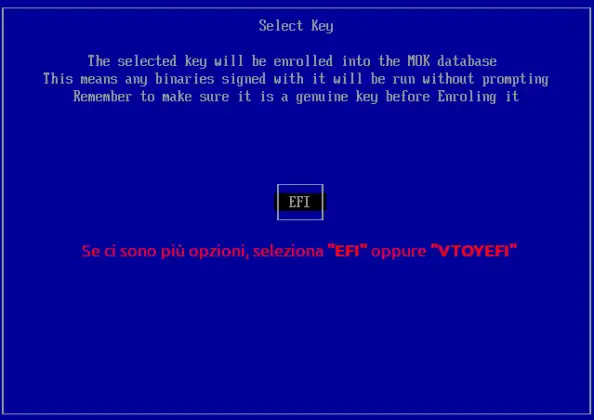 Select Key
The selected key will be enrolled into the MOK database
This means any binaries signed with it will be run without prompting
Remember to make sure it is a genuine key before Enroling it
EFI
Se ci sono più opzioni, seleziona "EFI" oppure "VTOYEFI"